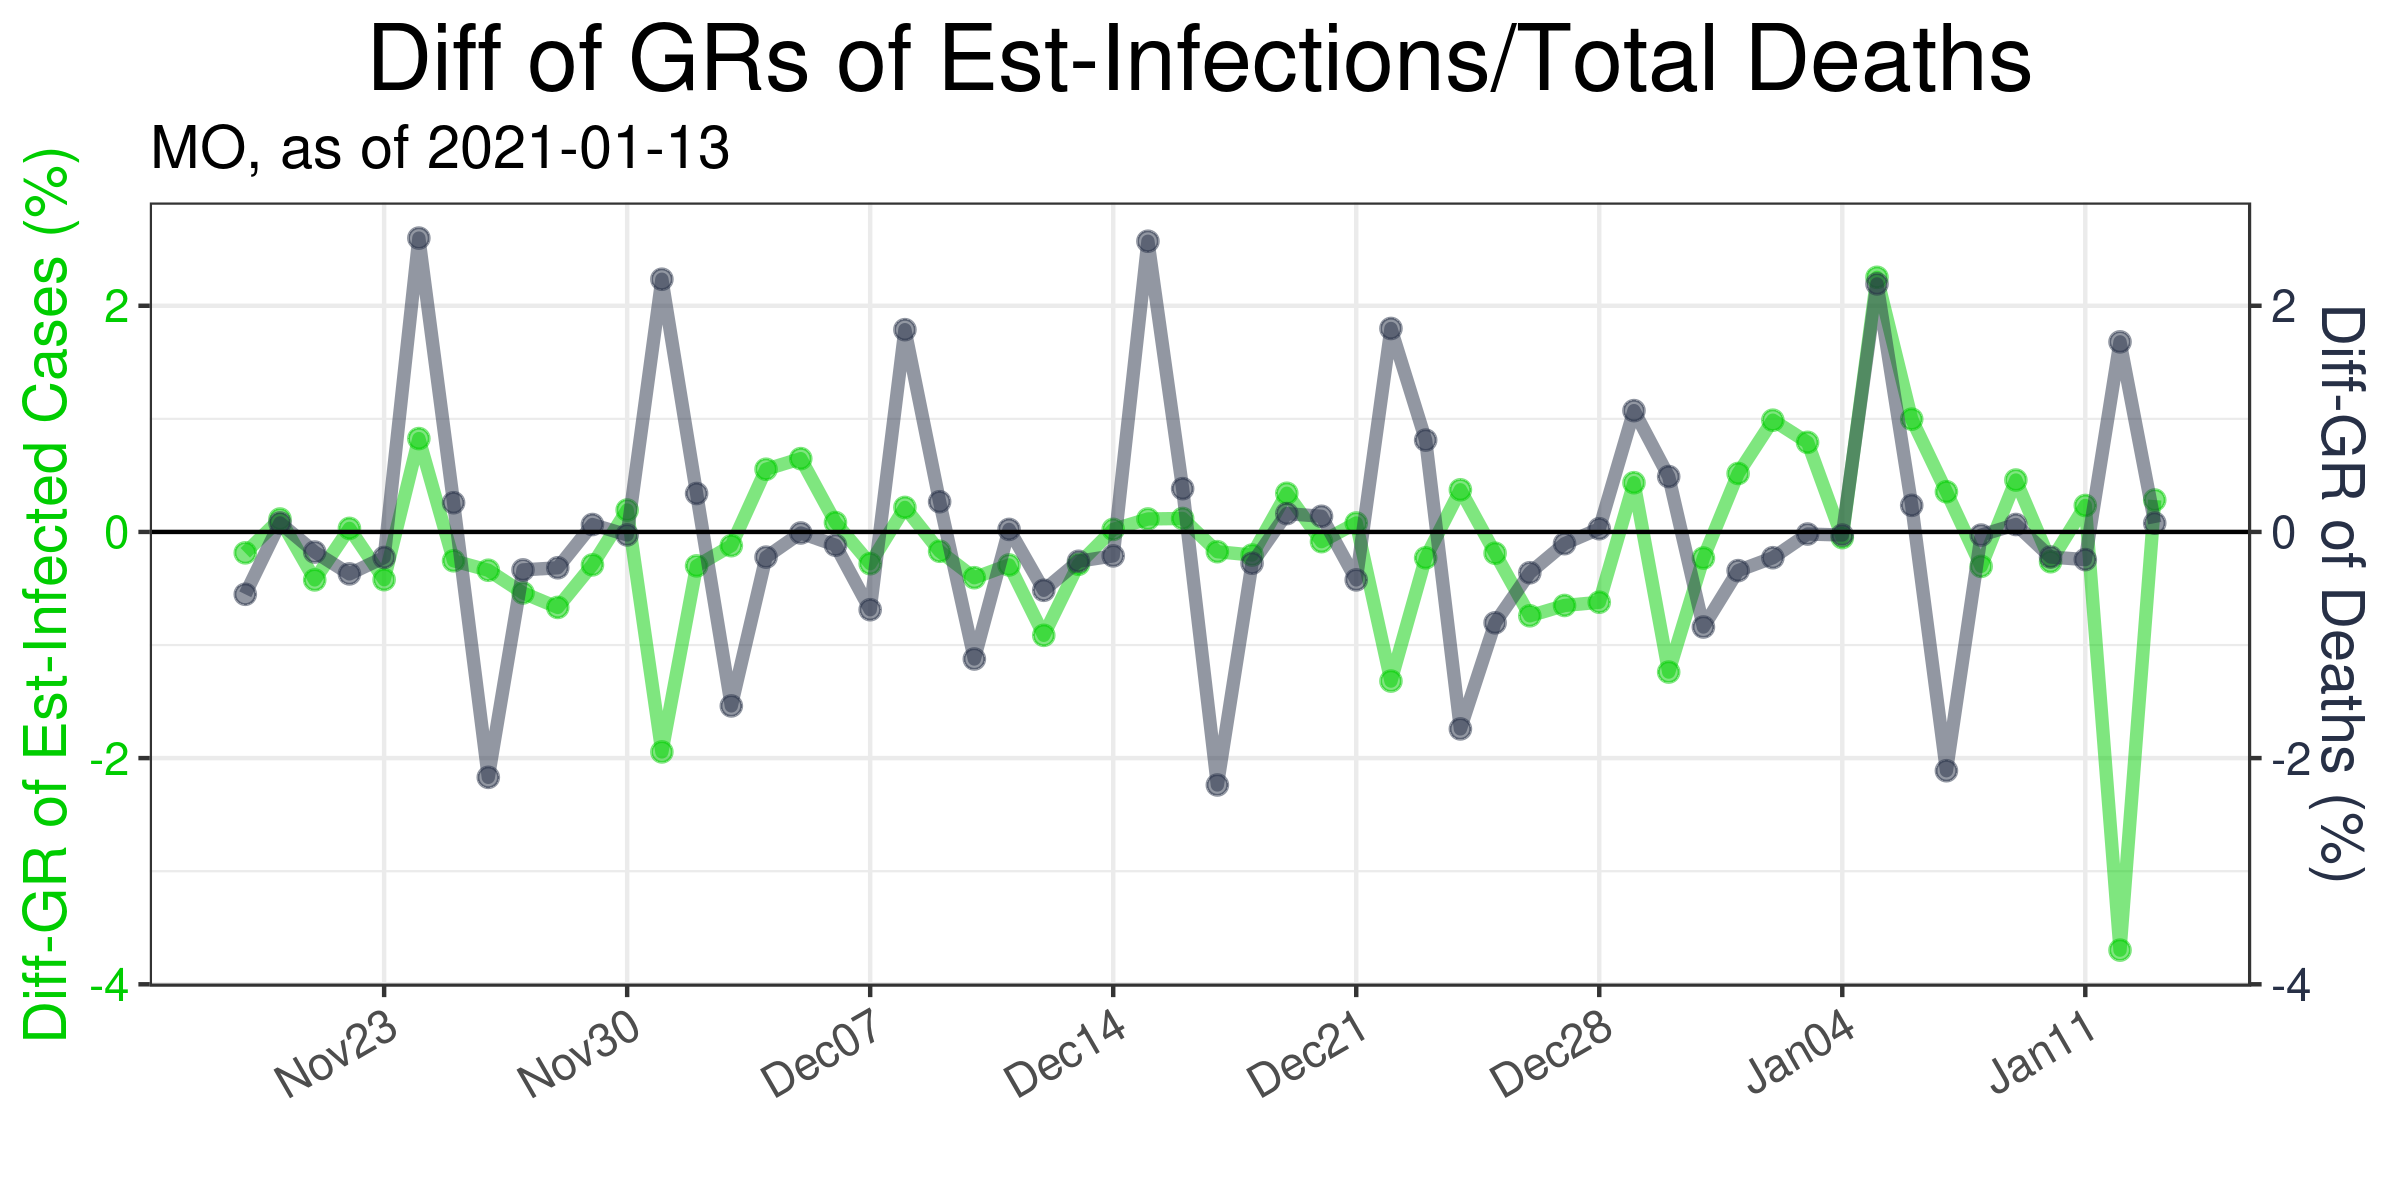 Diff of GRs of Est-Infections/Total Deaths
MO, as of 2021-01-13
Diff-GR of Est-Infected Cases (%)
2
0
-2
-4
2
0
-2
-4
Diff-GR of Deaths (%)
Nov23
Nov30
Dec07
Dec14
Dec21
Dec28
Jan04
Jan11